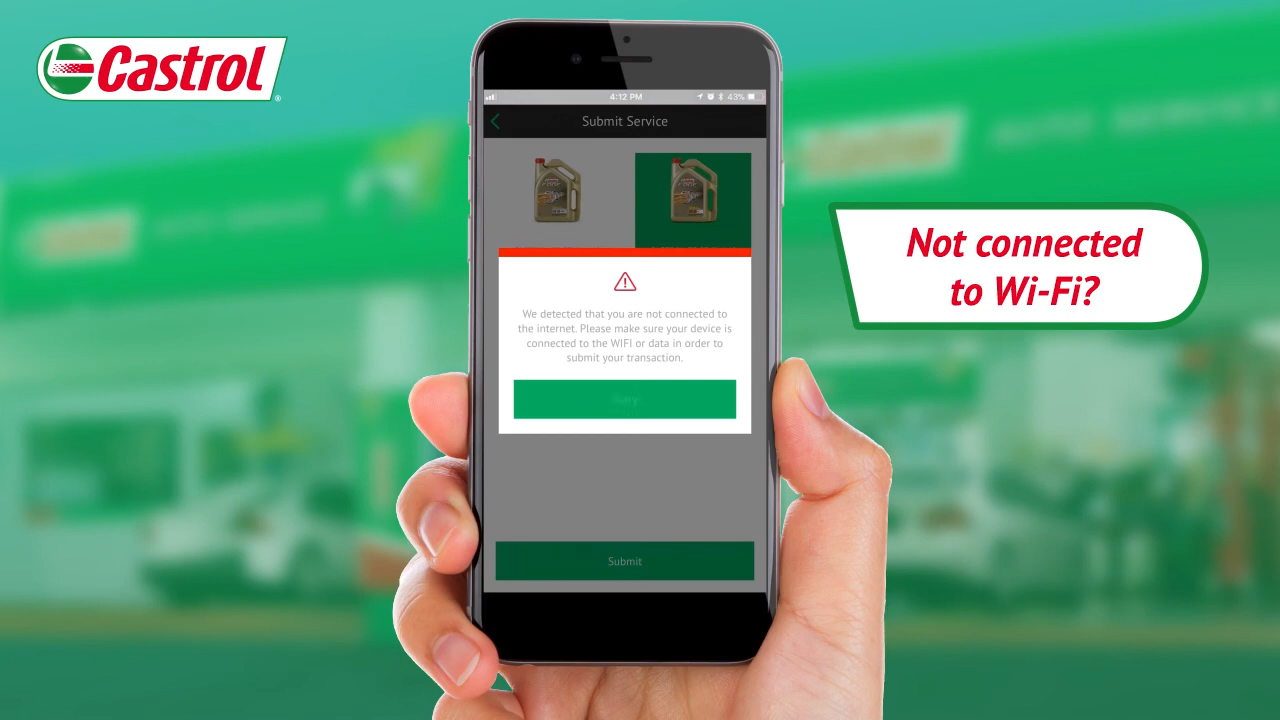 Castrol
®
4:12 PM
43%
Submit Service
We detected that you are not connected to
the internet. Please make sure your device is
connected to the WIFI or data in order to
submit your transaction.
Submit
Not connected
to Wi-Fi?